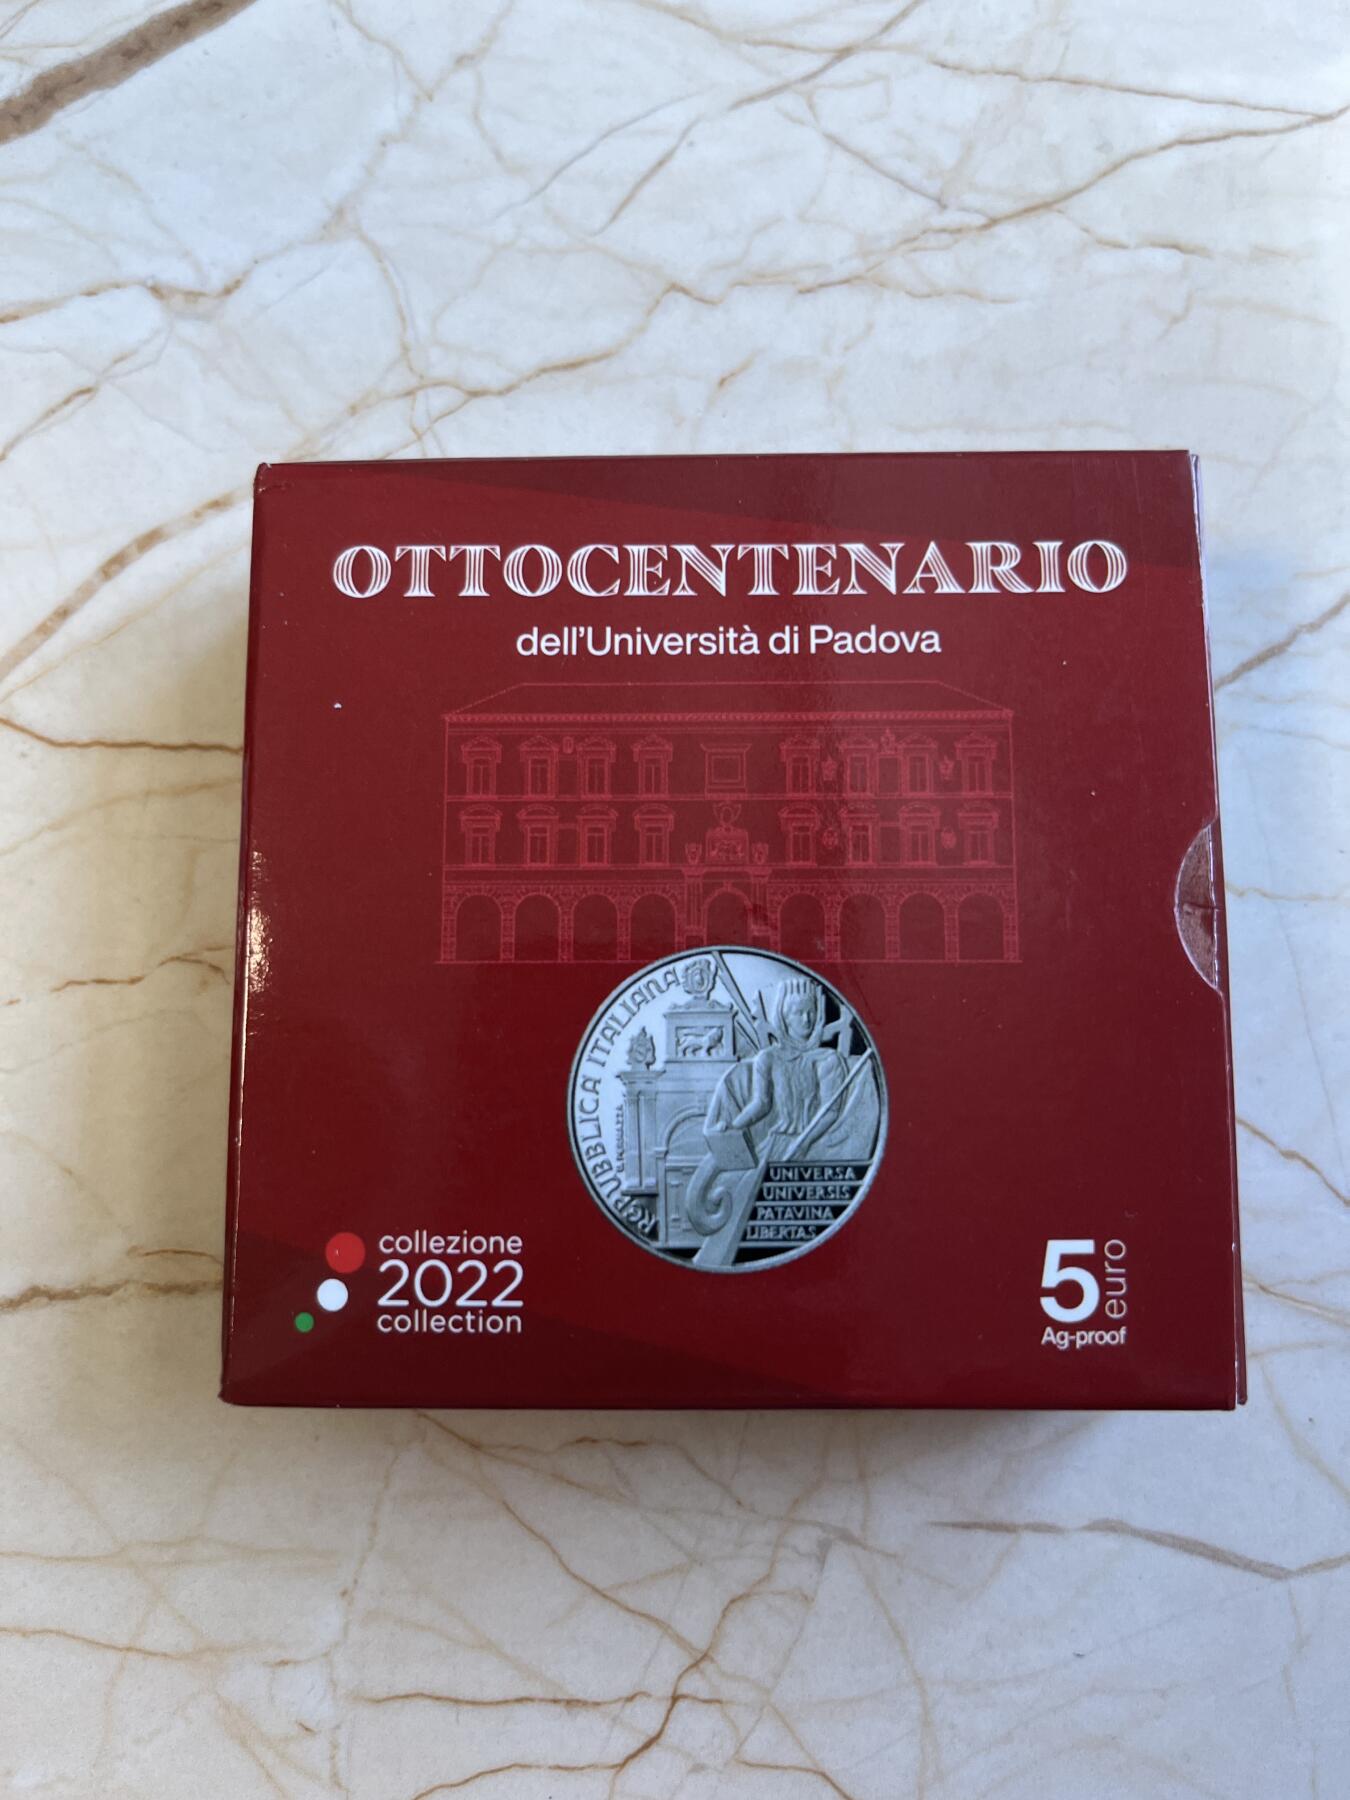 OTTOCENTENARIO
dell'Università di Padova
REPUBBLICA ITALIANA
UNIVERSA
UNIVERSIS
PATAVINA
LIBERTAS
collezione
2022
collection
5 euro
Ag-proof